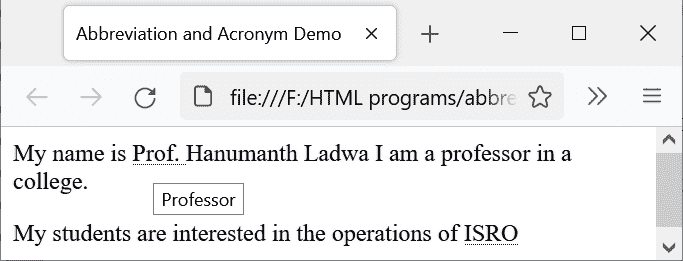 Abbreviation and Acronym Demo
file:///F:/HTML programs/abbre
My name is Prof. Hanumanth Ladwa I am a professor in a
college.
Professor
My students are interested in the operations of ISRO